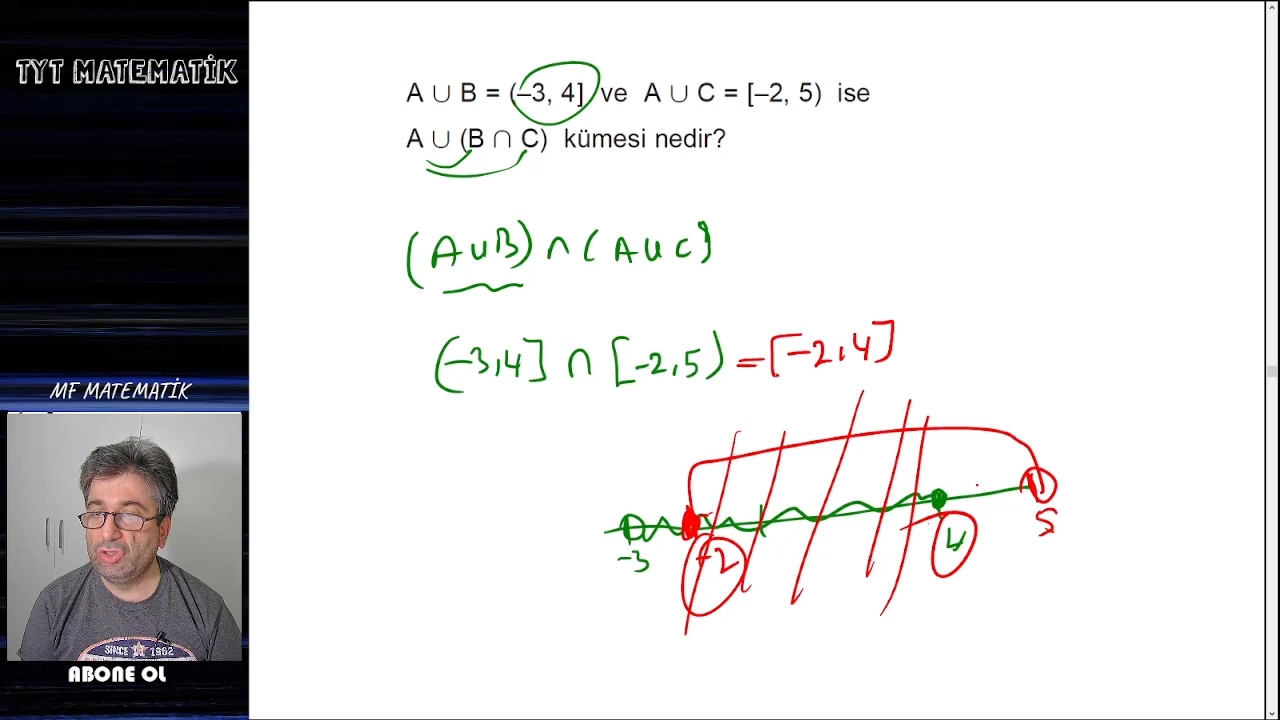 TYT MATEMATİK
A ∪ B = (–3, 4] ve A ∪ C = [–2, 5) ise
A ∪ (B ∩ C) kümesi nedir?
(A∪B) ∩ (A∪C)
(-3,4] ∩ [-2,5) = [-2,4]
-3
-2
4
5
MF MATEMATİK
SINCE 1982
ABONE OL